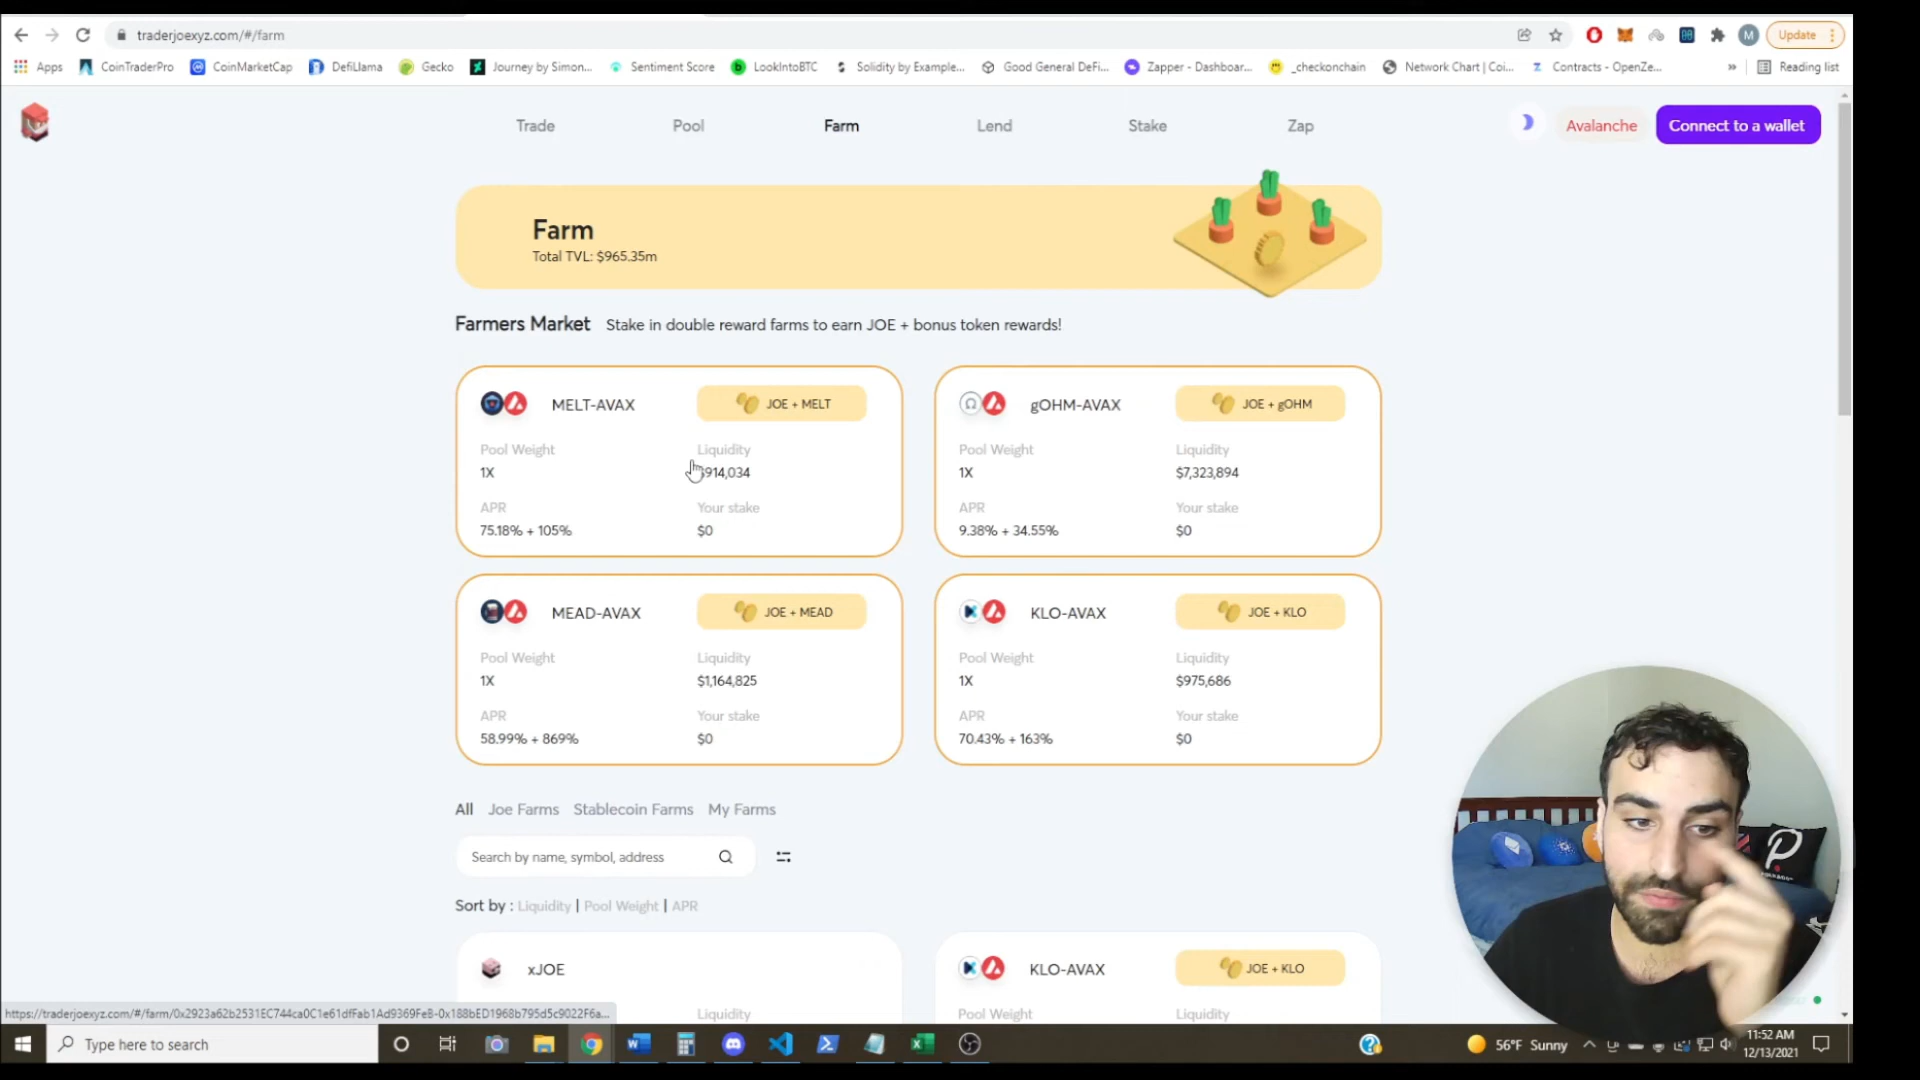 traderjoexyz.com/#/farm
Update
Apps
CoinTraderPro
CoinMarketCap
DefiLlama
Gecko
Journey by Simon...
Sentiment Score
LookIntoBTC
Solidity by Example...
Good General DeFi...
Zapper - Dashboar...
_checkonchain
Network Chart | Coi...
Contracts - OpenZe...
»
Reading list
Trade
Pool
Farm
Lend
Stake
Zap
Avalanche
Connect to a wallet
Farm
Total TVL: $965.35m
Farmers Market Stake in double reward farms to earn JOE + bonus token rewards!
MELT-AVAX
JOE + MELT
Pool Weight
Liquidity
1X
$914,034
APR
Your stake
75.18% + 105%
$0
gOHM-AVAX
JOE + gOHM
Pool Weight
Liquidity
1X
$7,323,894
APR
Your stake
9.38% + 34.55%
$0
MEAD-AVAX
JOE + MEAD
Pool Weight
Liquidity
1X
$1,164,825
APR
Your stake
58.99% + 869%
$0
KLO-AVAX
JOE + KLO
Pool Weight
Liquidity
1X
$975,686
APR
Your stake
70.43% + 163%
$0
All Joe Farms Stablecoin Farms My Farms
Search by name, symbol, address
Sort by : Liquidity | Pool Weight | APR
xJOE
Liquidity
KLO-AVAX
JOE + KLO
Pool Weight
Liquidity
https://traderjoexyz.com/#/farm/0x2923a62b2531EC744ca0C1e61dfFab1Ad9369FeB-0x188bED1968b795d5c9022F6a...
Type here to search
56°F Sunny
11:52 AM
12/13/2021